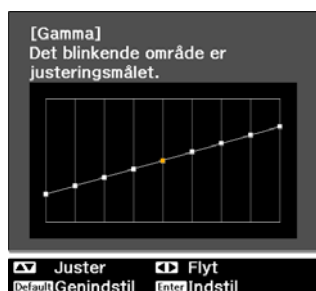 [Gamma]
Det blinkende område er
justeringsmålet.
Juster Flyt
Default Genindstil Enter Indstil